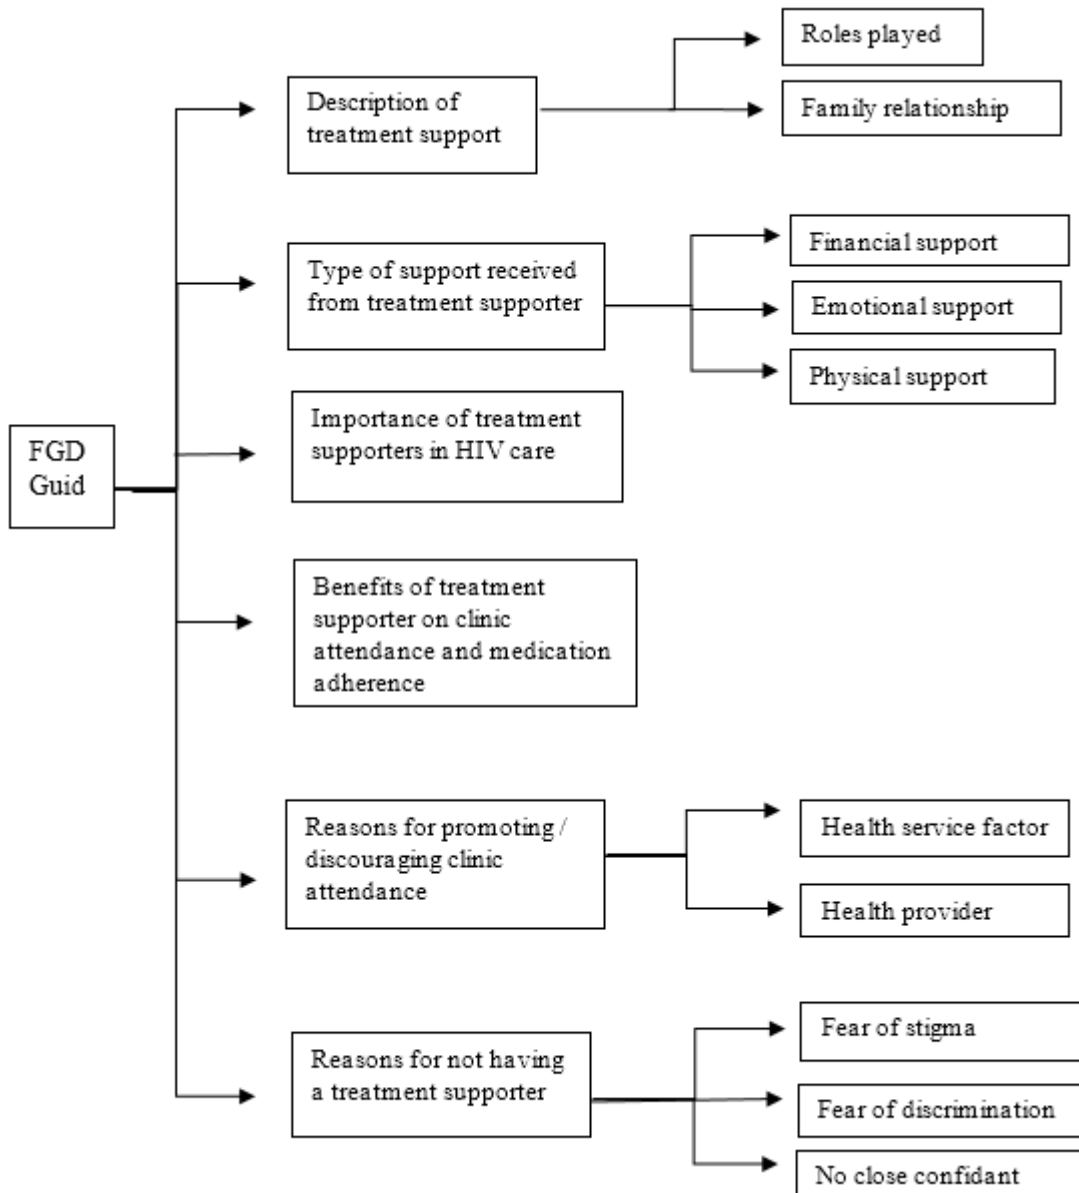 Roles played
Description of
treatment support
Family relationship
Type of support received
from treatment supporter
Financial support
Emotional support
Physical support
Importance of treatment
supporters in HIV care
FGD
Guid
Benefits of treatment
supporter on clinic
attendance and medication
adherence
Reasons for promoting /
discouraging clinic
attendance
Health service factor
Health provider
Reasons for not having
a treatment supporter
Fear of stigma
Fear of discrimination
No close confidant